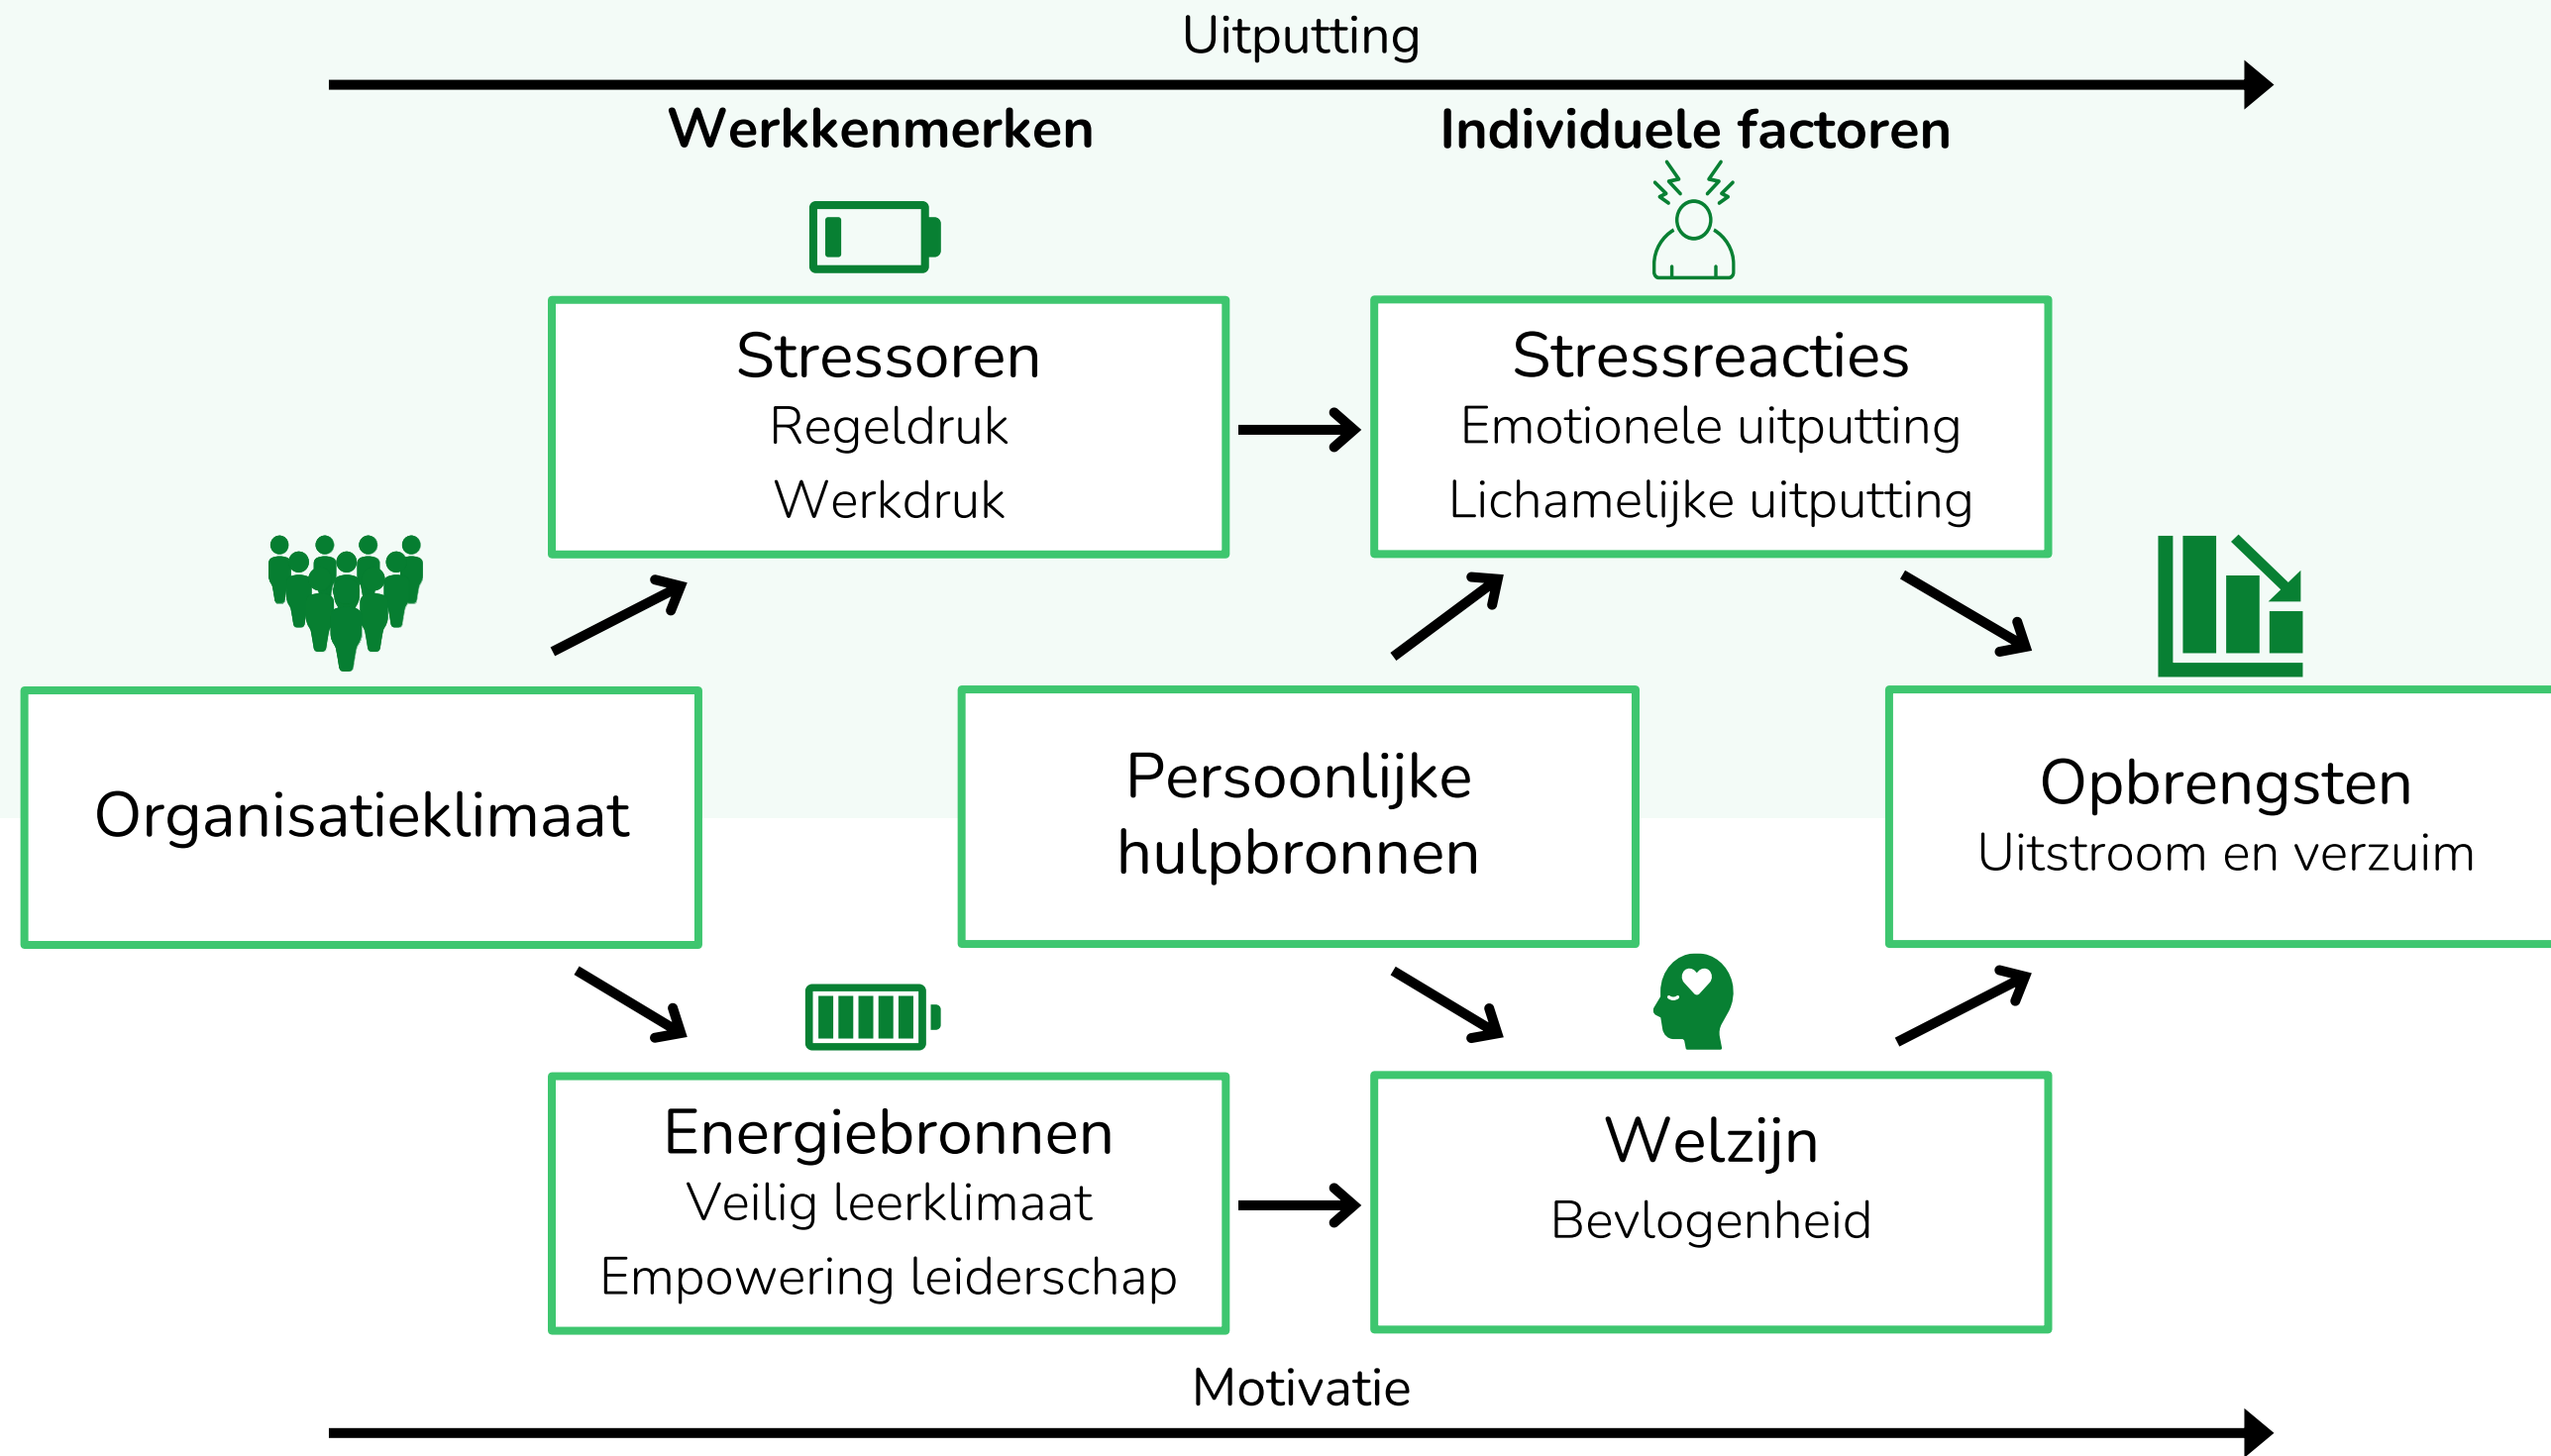 Uitputting
Werkkenmerken
Individuele factoren
Stressoren
Regeldruk
Werkdruk
Stressreacties
Emotionele uitputting
Lichamelijke uitputting
Organisatieklimaat
Persoonlijke
hulpbronnen
Opbrengsten
Uitstroom en verzuim
Energiebronnen
Veilig leerklimaat
Empowering leiderschap
Welzijn
Bevlogenheid
Motivatie